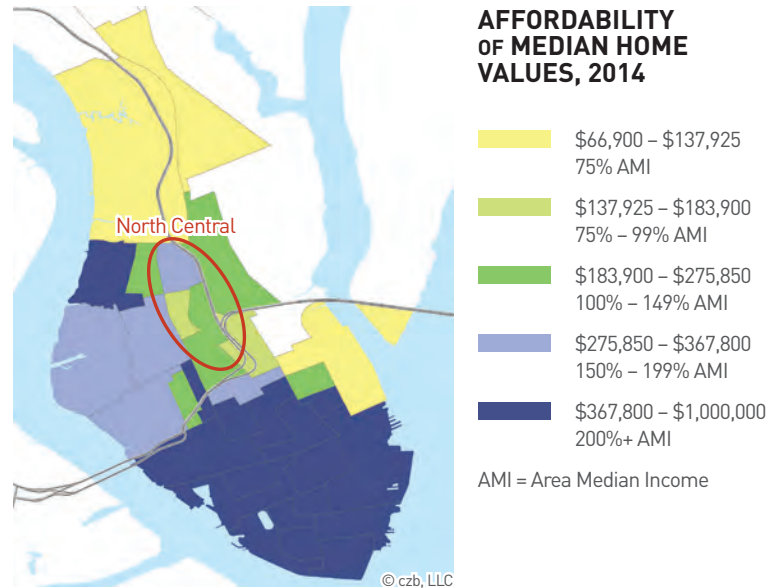 AFFORDABILITY
OF MEDIAN HOME
VALUES, 2014
$66,900 – $137,925
75% AMI
$137,925 – $183,900
75% – 99% AMI
$183,900 – $275,850
100% – 149% AMI
$275,850 – $367,800
150% – 199% AMI
$367,800 – $1,000,000
200%+ AMI
AMI = Area Median Income
North Central
© czb, LLC